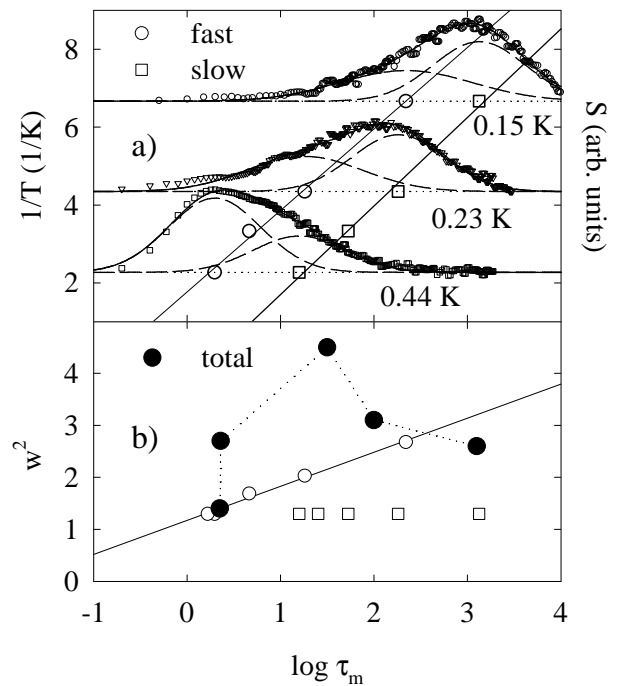 8
fast
slow
6
a)
0.15 K
1/T (1/K)
S (arb. units)
4
0.23 K
2
0.44 K
total
4
b)
3
w²
2
1
0
-1 0 1 2 3 4
log τₘ